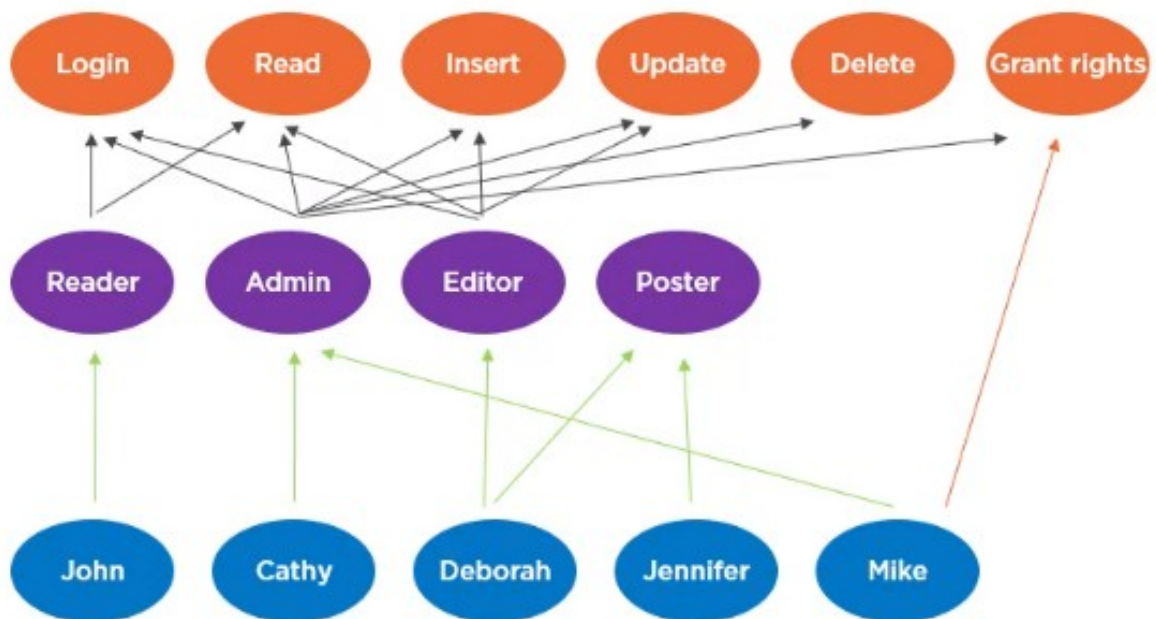 Login
Read
Insert
Update
Delete
Grant rights
Reader
Admin
Editor
Poster
John
Cathy
Deborah
Jennifer
Mike